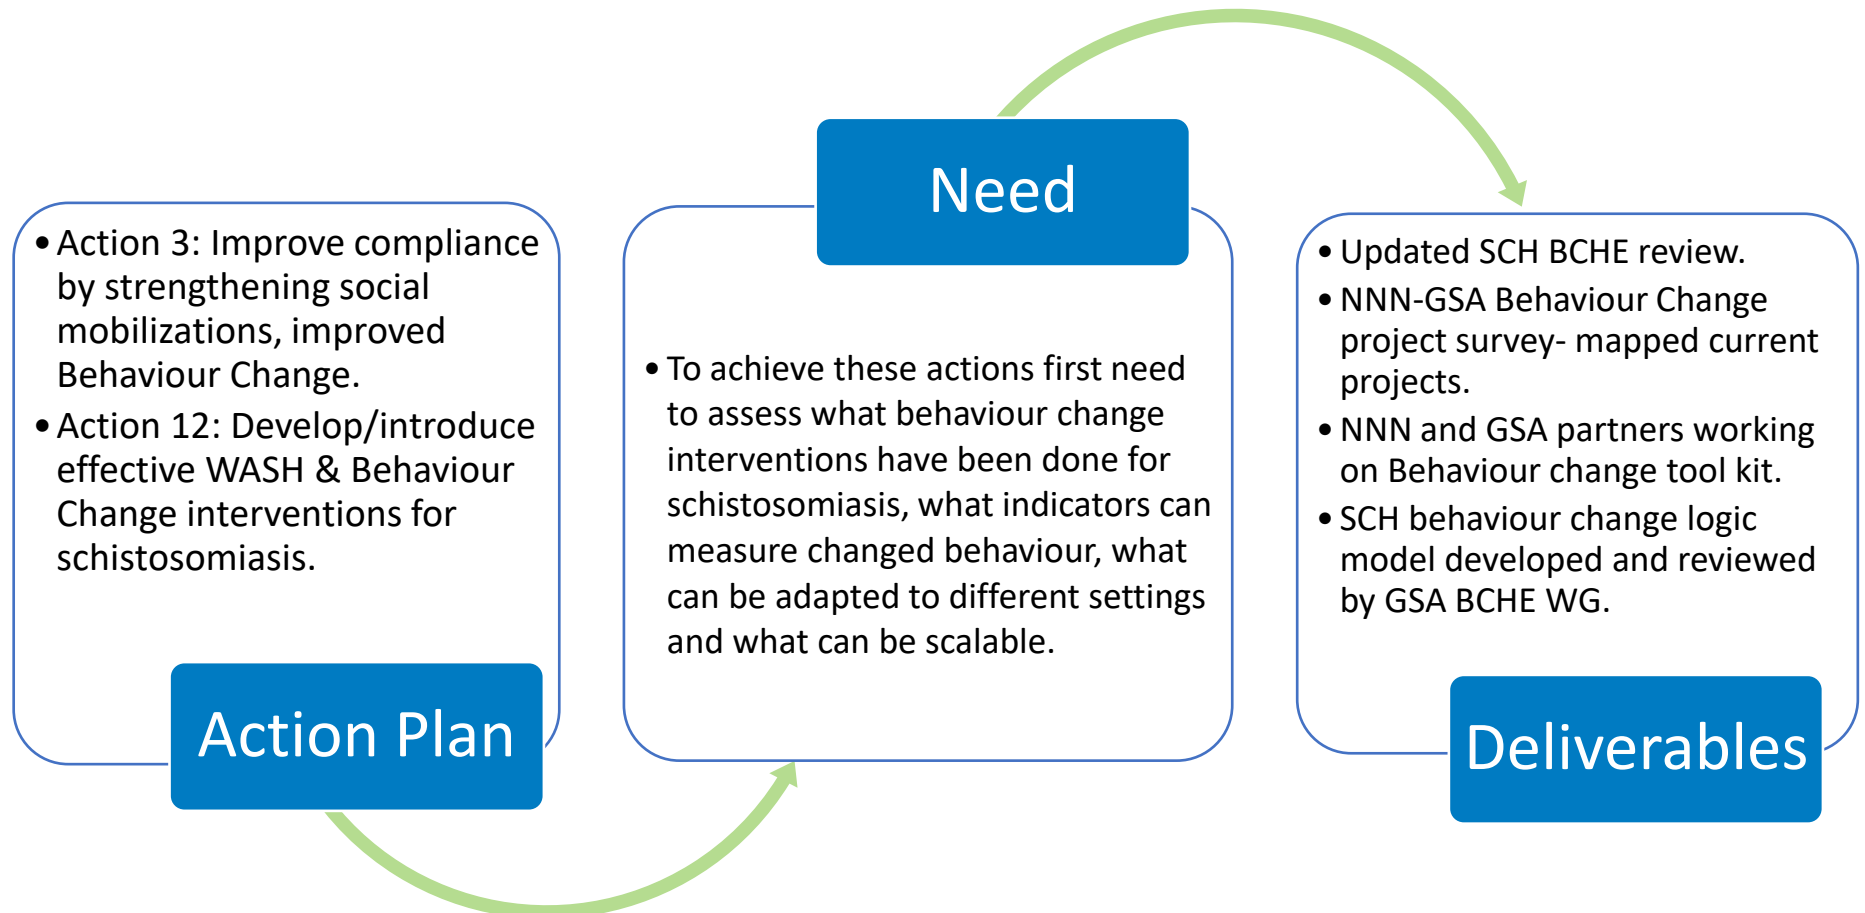 • Action 3: Improve compliance
by strengthening social
mobilizations, improved
Behaviour Change.
• Action 12: Develop/introduce
effective WASH & Behaviour
Change interventions for
schistosomiasis.
Action Plan
Need
• To achieve these actions first need
to assess what behaviour change
interventions have been done for
schistosomiasis, what indicators can
measure changed behaviour, what
can be adapted to different settings
and what can be scalable.
• Updated SCH BCHE review.
• NNN-GSA Behaviour Change
project survey- mapped current
projects.
• NNN and GSA partners working
on Behaviour change tool kit.
• SCH behaviour change logic
model developed and reviewed
by GSA BCHE WG.
Deliverables